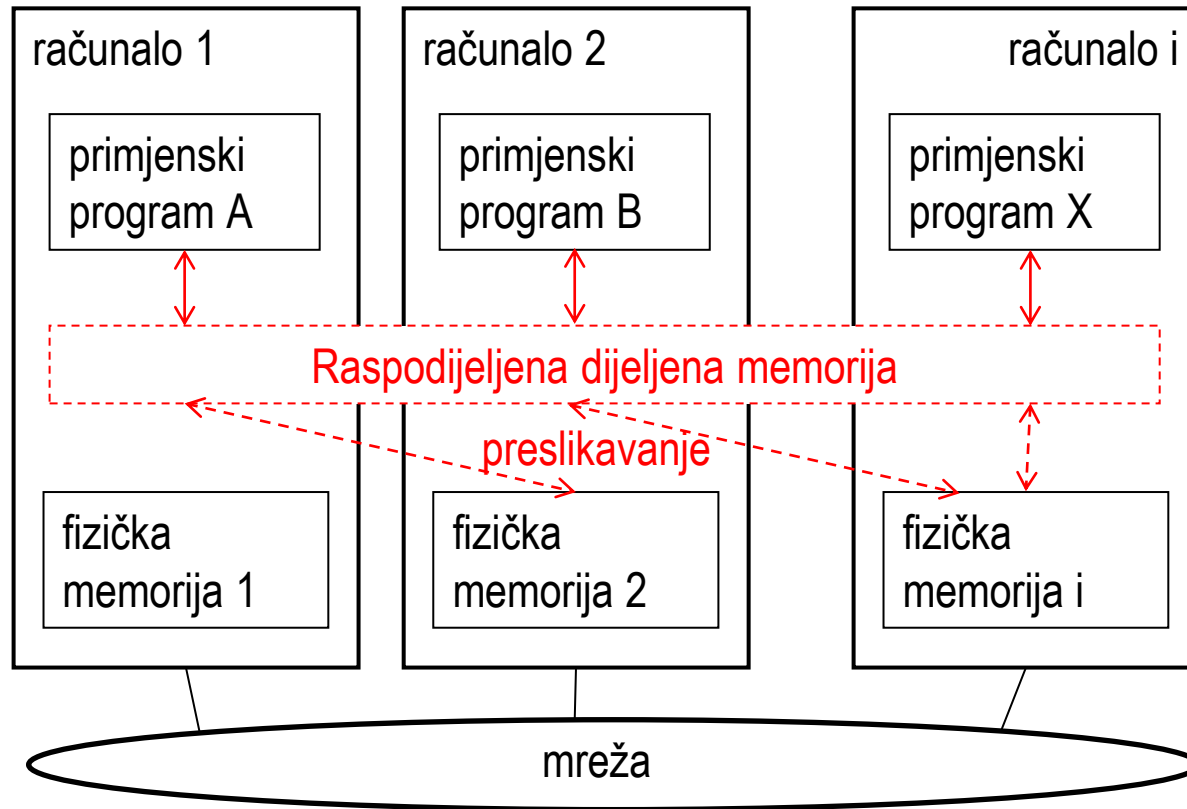 računalo 1
računalo 2
računalo i
primjenski
program A
primjenski
program B
primjenski
program X
Raspodijeljena dijeljena memorija
preslikavanje
fizička
memorija 1
fizička
memorija 2
fizička
memorija i
mreža